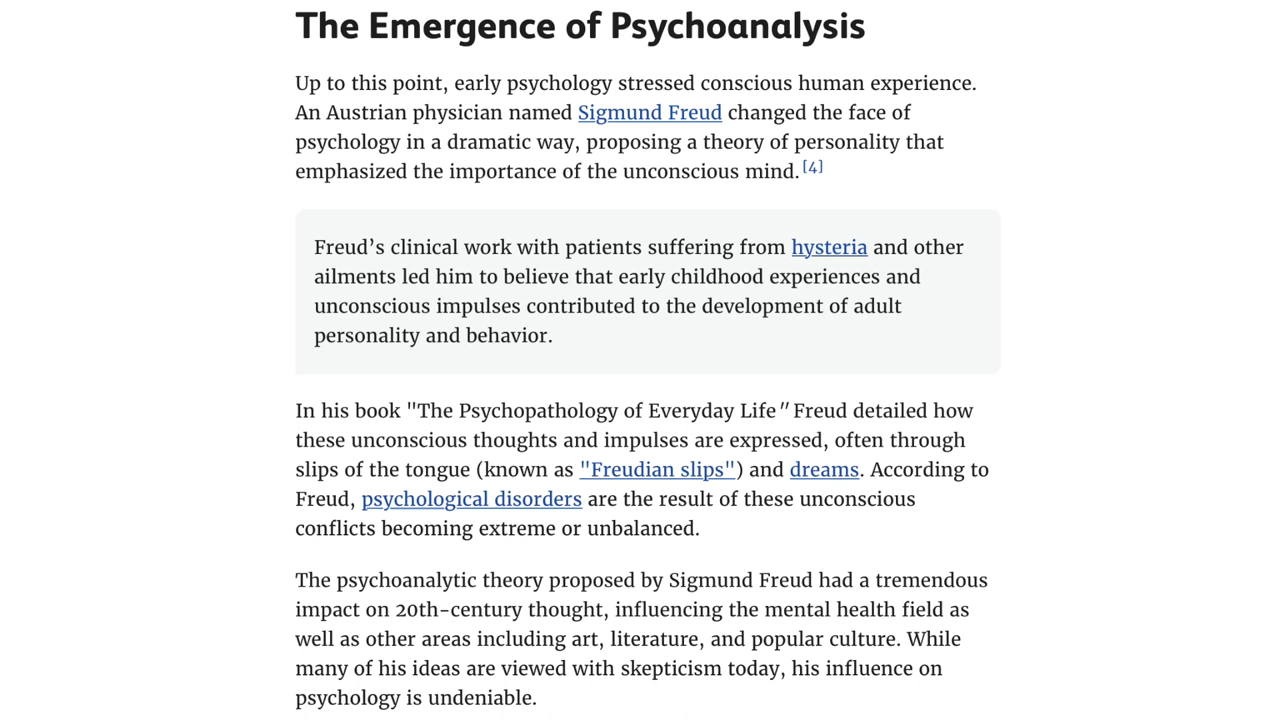 The Emergence of Psychoanalysis
Up to this point, early psychology stressed conscious human experience.
An Austrian physician named Sigmund Freud changed the face of
psychology in a dramatic way, proposing a theory of personality that
emphasized the importance of the unconscious mind.[4]
Freud’s clinical work with patients suffering from hysteria and other
ailments led him to believe that early childhood experiences and
unconscious impulses contributed to the development of adult
personality and behavior.
In his book "The Psychopathology of Everyday Life" Freud detailed how
these unconscious thoughts and impulses are expressed, often through
slips of the tongue (known as "Freudian slips") and dreams. According to
Freud, psychological disorders are the result of these unconscious
conflicts becoming extreme or unbalanced.
The psychoanalytic theory proposed by Sigmund Freud had a tremendous
impact on 20th-century thought, influencing the mental health field as
well as other areas including art, literature, and popular culture. While
many of his ideas are viewed with skepticism today, his influence on
psychology is undeniable.